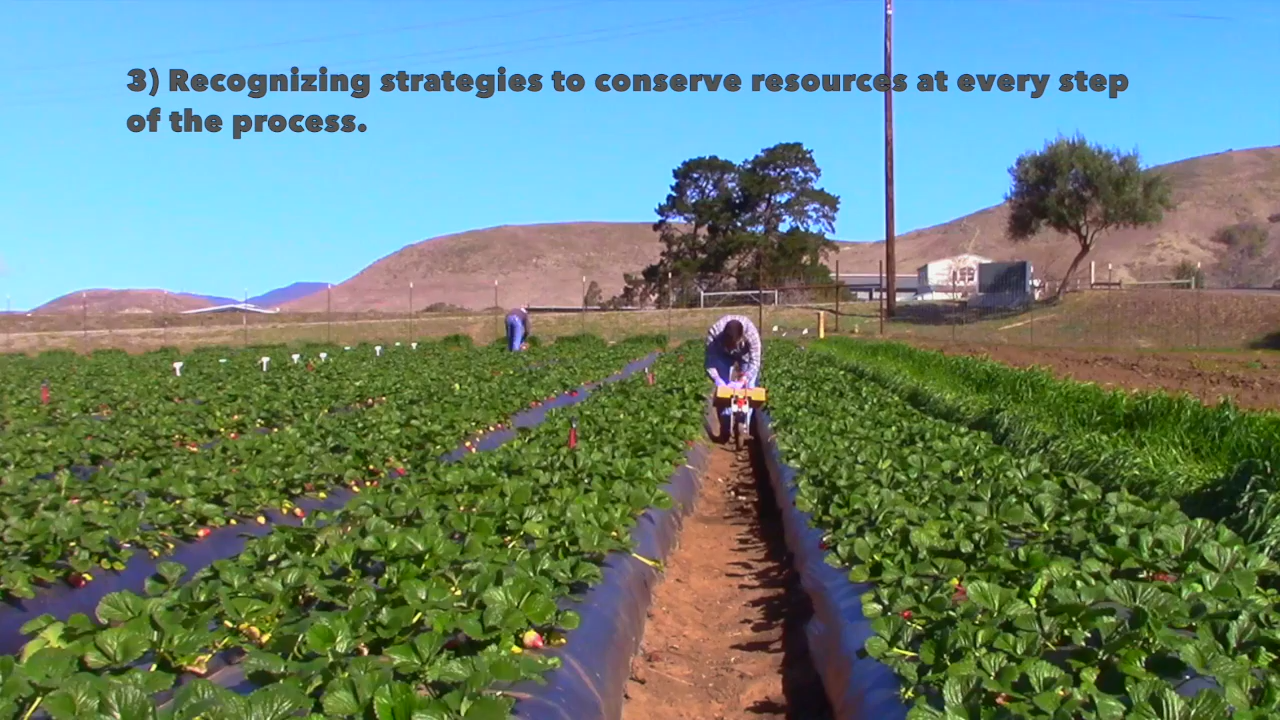 3) Recognizing strategies to conserve resources at every step
of the process.